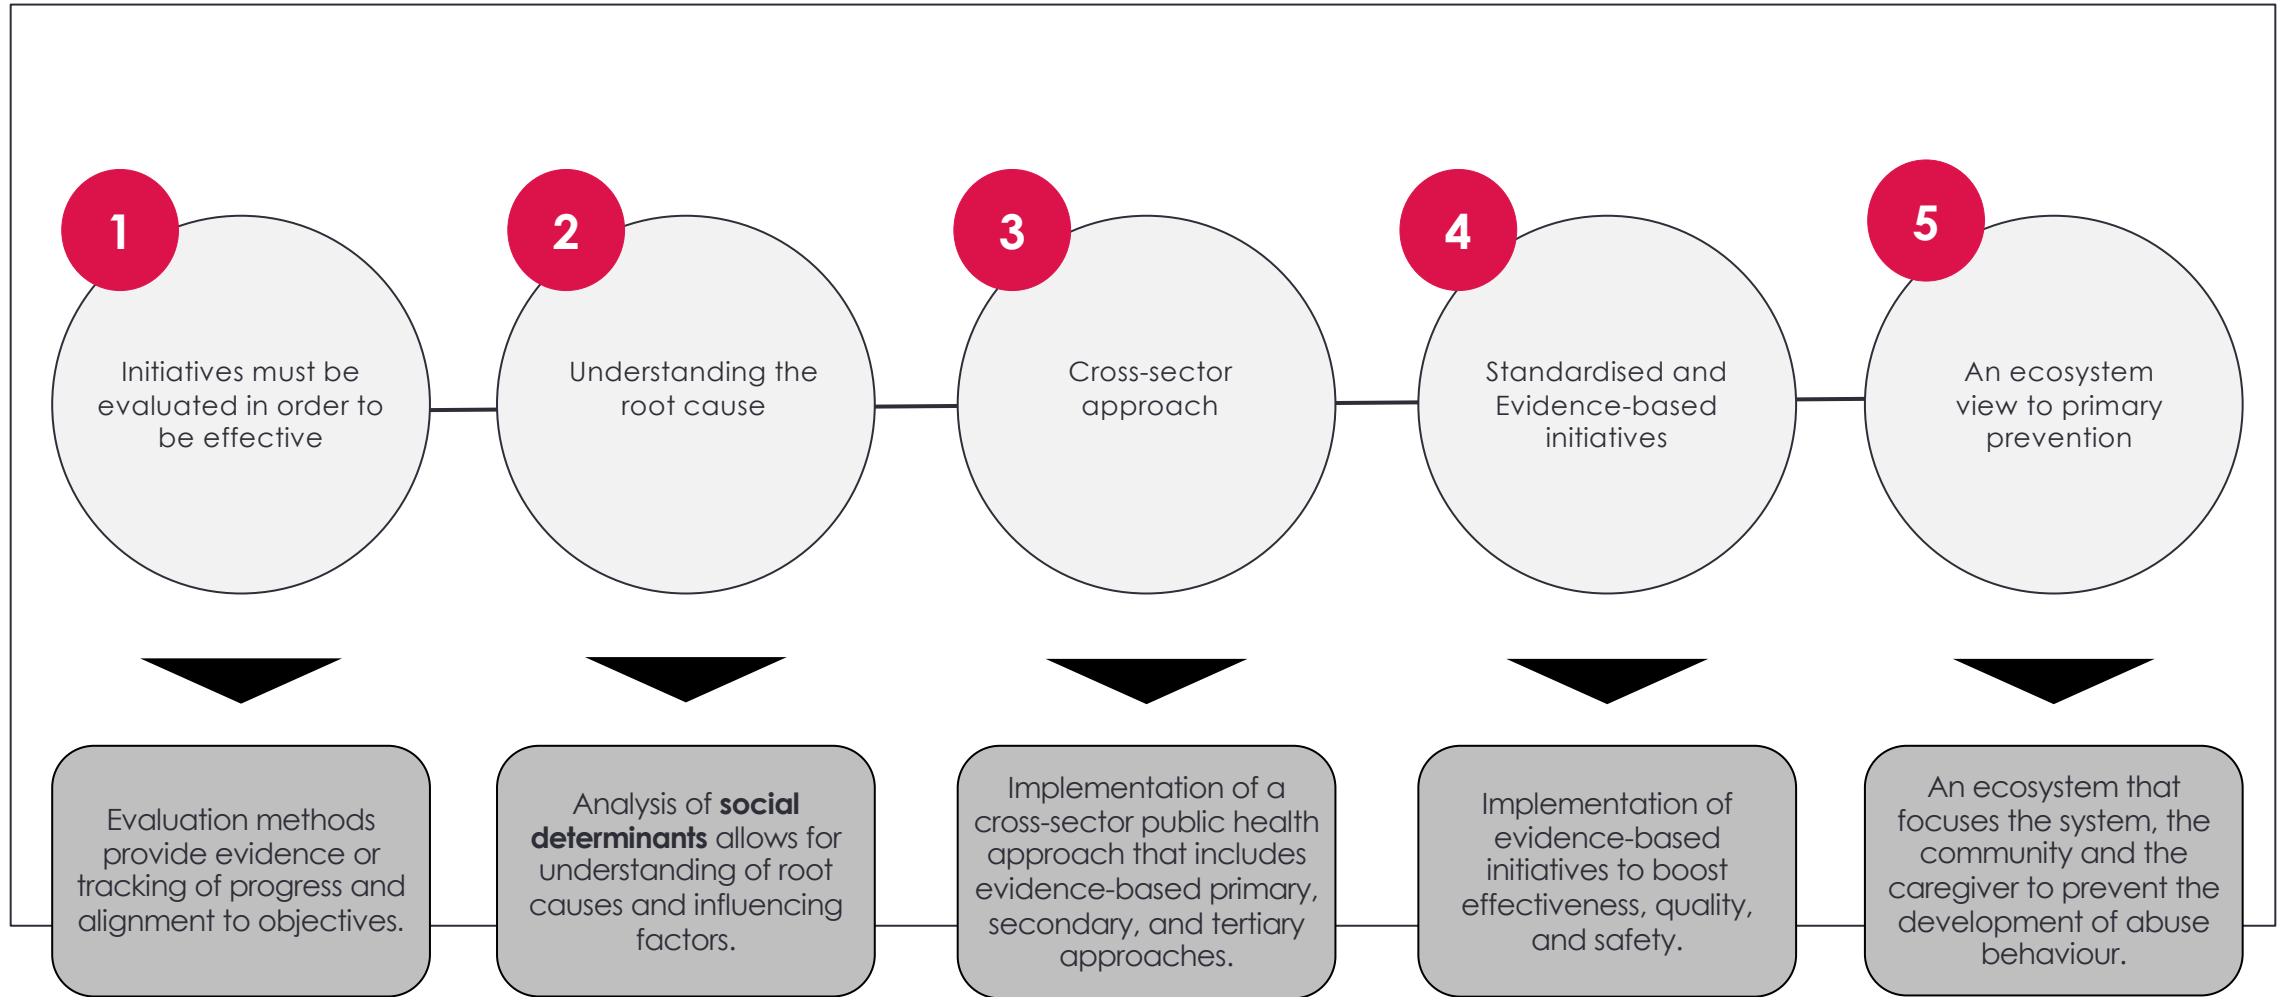 1
Initiatives must be
evaluated in order to
be effective
2
Understanding the
root cause
3
Cross-sector
approach
4
Standardised and
Evidence-based
initiatives
5
An ecosystem
view to primary
prevention
Evaluation methods
provide evidence or
tracking of progress and
alignment to objectives.
Analysis of social
determinants allows for
understanding of root
causes and influencing
factors.
Implementation of a
cross-sector public health
approach that includes
evidence-based primary,
secondary, and tertiary
approaches.
Implementation of
evidence-based
initiatives to boost
effectiveness, quality,
and safety.
An ecosystem that
focuses the system, the
community and the
caregiver to prevent the
development of abuse
behaviour.